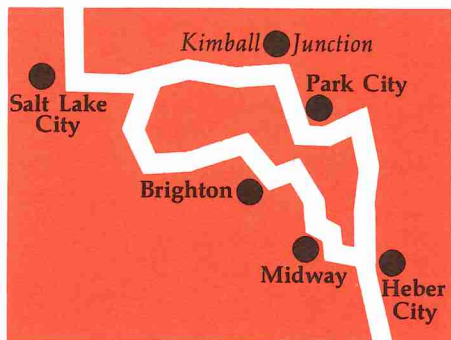 Kimball Junction
Park City
Salt Lake
City
Brighton
Midway
Heber
City